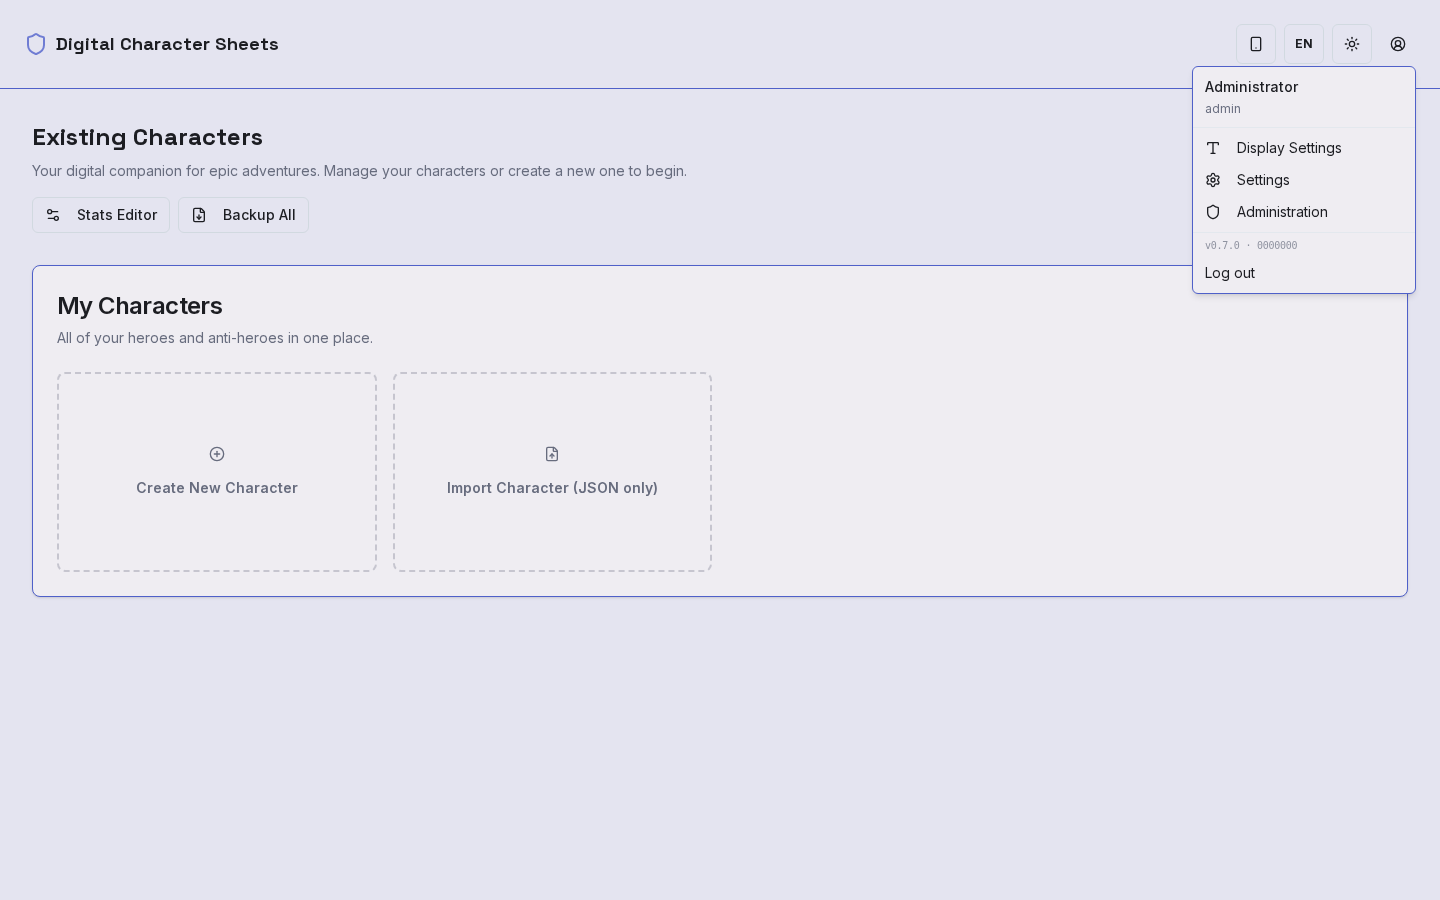 Digital Character Sheets
EN
Administrator
admin
Display Settings
Settings
Administration
v0.7.0 · 0000000
Log out
Existing Characters
Your digital companion for epic adventures. Manage your characters or create a new one to begin.
Stats Editor
Backup All
My Characters
All of your heroes and anti-heroes in one place.
Create New Character
Import Character (JSON only)